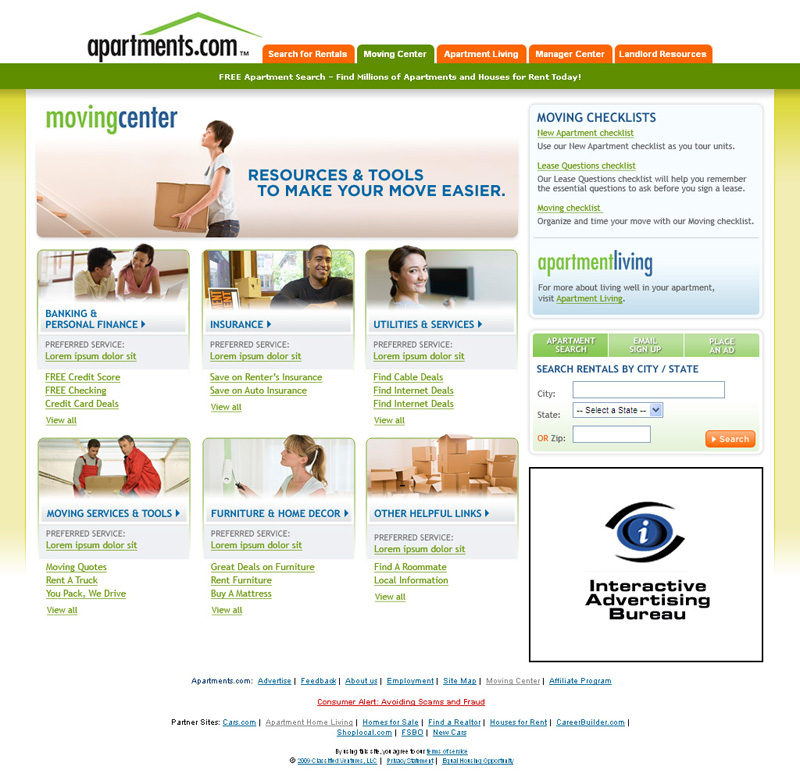 apartments.com™
Search for Rentals
Moving Center
Apartment Living
Manager Center
Landlord Resources
FREE Apartment Search – Find Millions of Apartments and Houses for Rent Today!
movingcenter
RESOURCES & TOOLS
TO MAKE YOUR MOVE EASIER.
BANKING &
PERSONAL FINANCE
PREFERRED SERVICE:
Lorem ipsum dolor sit
FREE Credit Score
FREE Checking
Credit Card Deals
View all
INSURANCE
PREFERRED SERVICE:
Lorem ipsum dolor sit
Save on Renter's Insurance
Save on Auto Insurance
View all
UTILITIES & SERVICES
PREFERRED SERVICE:
Lorem ipsum dolor sit
Find Cable Deals
Find Internet Deals
Find Internet Deals
View all
MOVING SERVICES & TOOLS
PREFERRED SERVICE:
Lorem ipsum dolor sit
Moving Quotes
Rent A Truck
You Pack, We Drive
View all
FURNITURE & HOME DECOR
PREFERRED SERVICE:
Lorem ipsum dolor sit
Great Deals on Furniture
Rent Furniture
Buy A Mattress
View all
OTHER HELPFUL LINKS
PREFERRED SERVICE:
Lorem ipsum dolor sit
Find A Roommate
Local Information
View all
MOVING CHECKLISTS
New Apartment checklist
Use our New Apartment checklist as you tour units.
Lease Questions checklist
Our Lease Questions checklist will help you remember
the essential questions to ask before you sign a lease.
Moving checklist
Organize and time your move with our Moving checklist.
apartmentliving
For more about living well in your apartment,
visit Apartment Living.
APARTMENT
SEARCH
EMAIL
SIGN UP
PLACE
AN AD
SEARCH RENTALS BY CITY / STATE
City:
State:
-- Select a State --
OR Zip:
Search
i
Interactive
Advertising
Bureau
Apartments.com: Advertise | Feedback | About us | Employment | Site Map | Moving Center | Affiliate Program
Consumer Alert: Avoiding Scams and Fraud
Partner Sites: Cars.com | Apartment Home Living | Homes for Sale | Find a Realtor | Houses for Rent | CareerBuilder.com |
Shoplocal.com | FSBO | New Cars
By using this site, you agree to our terms of service
© 2009 Classified Ventures, LLC | Privacy Statement | Equal Housing Opportunity